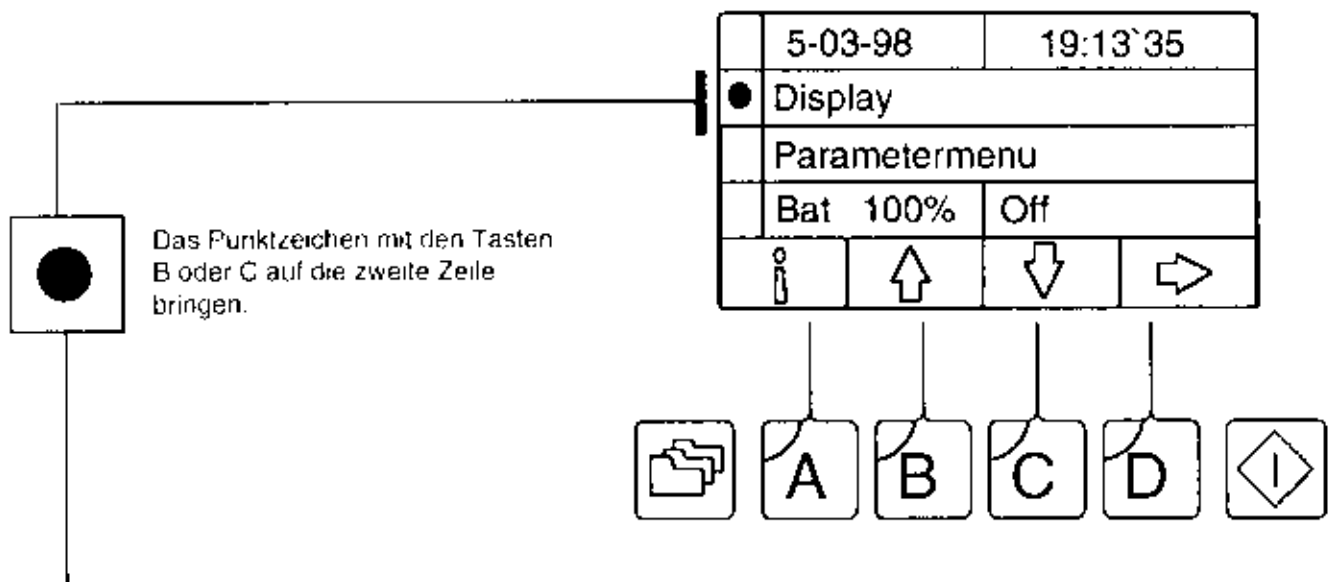 5-03-98 19:13`35
Display
Parametermenu
Bat 100% Off
Das Punktzeichen mit den Tasten
B oder C auf die zweite Zeile
bringen.
A B C D
I